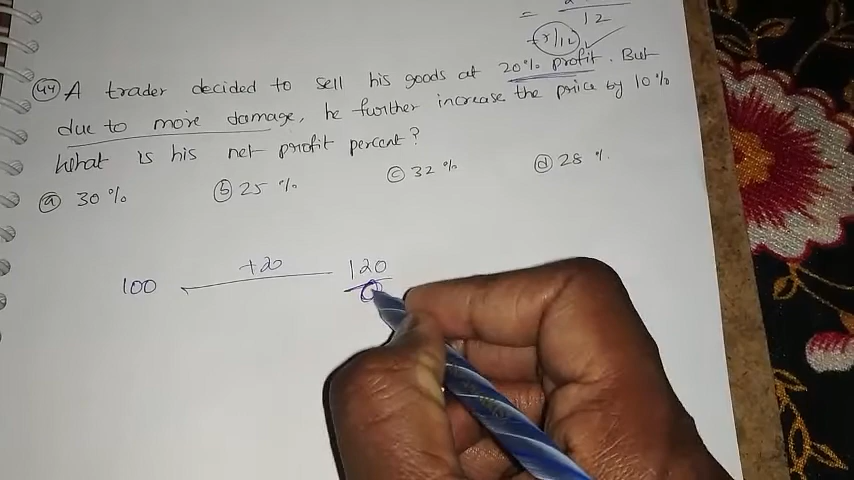 12
= r/12
44 A trader decided to sell his goods at 20% profit. But
due to more damage, he further increase the price by 10%
What is his net profit percent?
a 30% b 25% c 32% d 28%.
100 +20 120